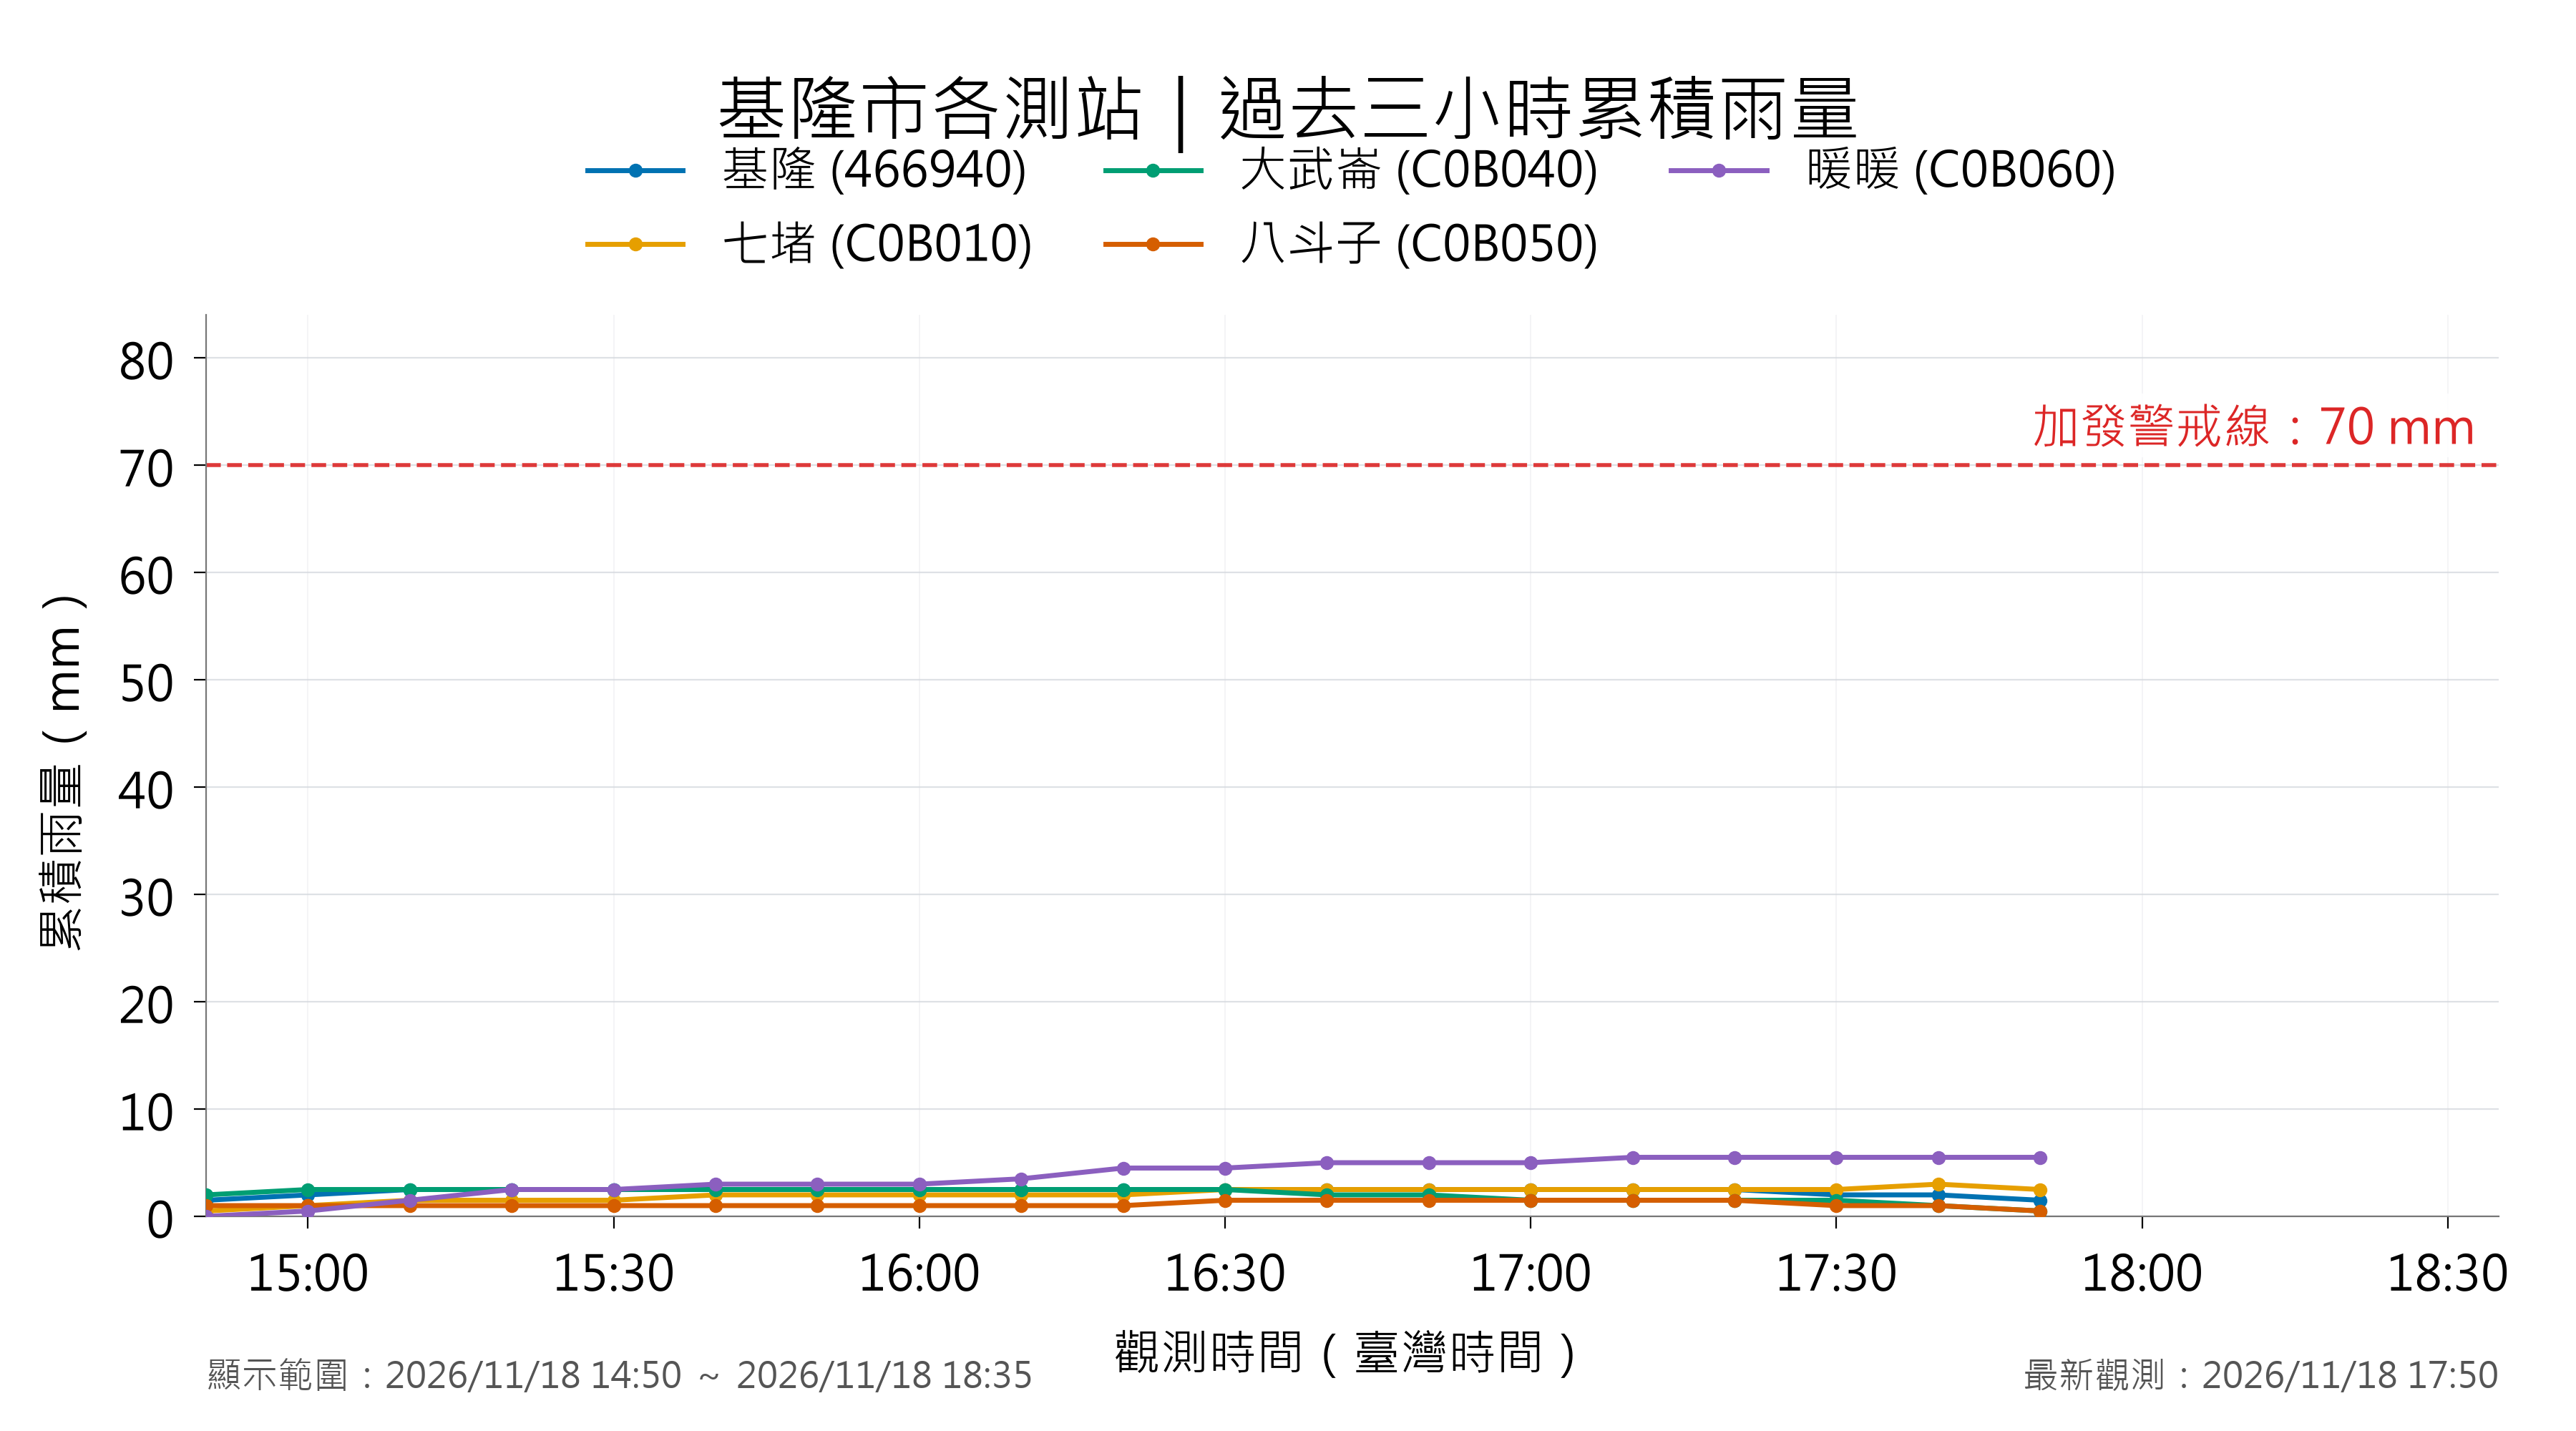 基隆市各測站｜過去三小時累積雨量
基隆 (466940)
大武崙 (C0B040)
暖暖 (C0B060)
七堵 (C0B010)
八斗子 (C0B050)
加發警戒線：70 mm
累積雨量（mm）
80
70
60
50
40
30
20
10
0
15:00 15:30 16:00 16:30 17:00 17:30 18:00 18:30
觀測時間（臺灣時間）
顯示範圍：2026/11/18 14:50 ~ 2026/11/18 18:35
最新觀測：2026/11/18 17:50